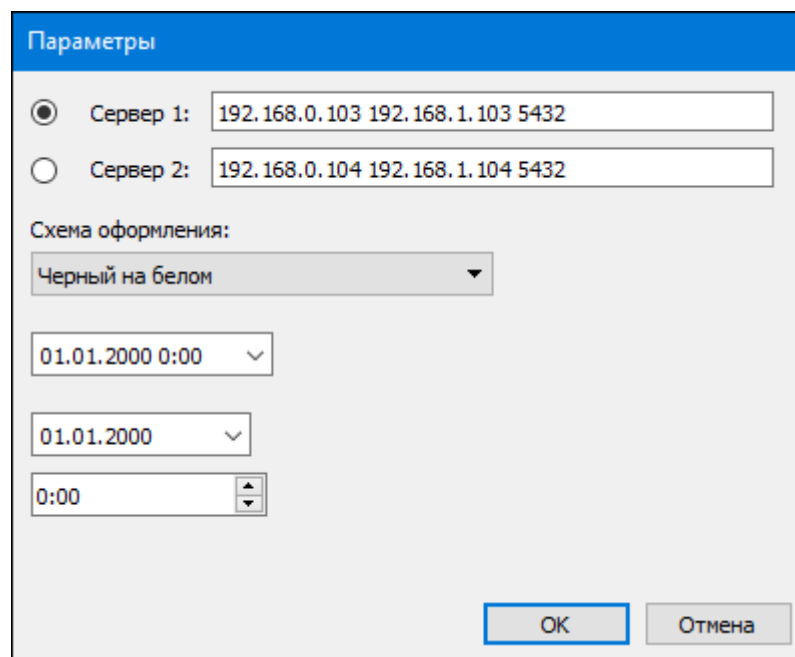 Параметры
Сервер 1: 192.168.0.103 192.168.1.103 5432
Сервер 2: 192.168.0.104 192.168.1.104 5432
Схема оформления:
Черный на белом
01.01.2000 0:00
01.01.2000
0:00
OK Отмена